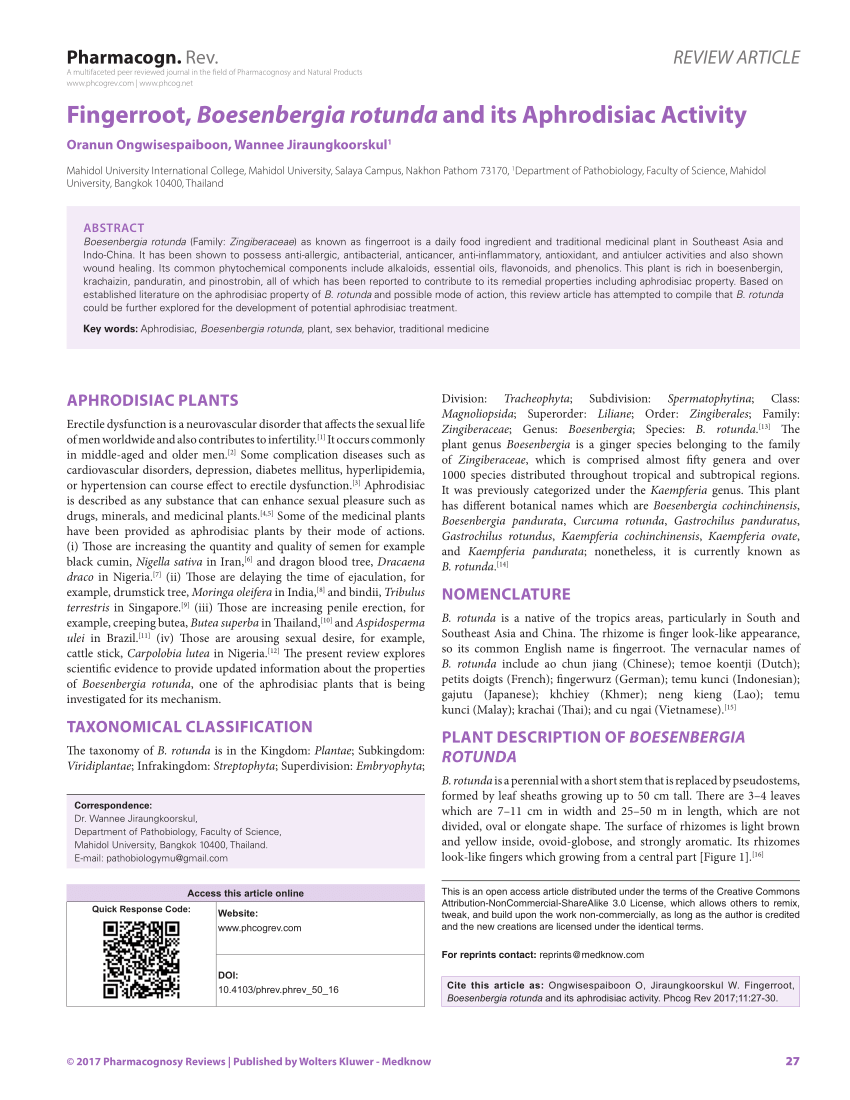 Pharmacogn. Rev.
A multifaceted peer reviewed journal in the field of Pharmacognosy and Natural Products
www.phcogrev.com | www.phcog.net
REVIEW ARTICLE
Fingerroot, Boesenbergia rotunda and its Aphrodisiac Activity
Oranun Ongwisespaiboon, Wannee Jiraungkoorskul1
Mahidol University International College, Mahidol University, Salaya Campus, Nakhon Pathom 73170, 1Department of Pathobiology, Faculty of Science, Mahidol
University, Bangkok 10400, Thailand
ABSTRACT
Boesenbergia rotunda (Family: Zingiberaceae) as known as fingerroot is a daily food ingredient and traditional medicinal plant in Southeast Asia and
Indo-China. It has been shown to possess anti-allergic, antibacterial, anticancer, anti-inflammatory, antioxidant, and antiulcer activities and also shown
wound healing. Its common phytochemical components include alkaloids, essential oils, flavonoids, and phenolics. This plant is rich in boesenbergin,
krachaizin, panduratin, and pinostrobin, all of which has been reported to contribute to its remedial properties including aphrodisiac property. Based on
established literature on the aphrodisiac property of B. rotunda and possible mode of action, this review article has attempted to compile that B. rotunda
could be further explored for the development of potential aphrodisiac treatment.
Key words: Aphrodisiac, Boesenbergia rotunda, plant, sex behavior, traditional medicine
APHRODISIAC PLANTS
Erectile dysfunction is a neurovascular disorder that affects the sexual life
of men worldwide and also contributes to infertility.[1] It occurs commonly
in middle-aged and older men.[2] Some complication diseases such as
cardiovascular disorders, depression, diabetes mellitus, hyperlipidemia,
or hypertension can course effect to erectile dysfunction.[3] Aphrodisiac
is described as any substance that can enhance sexual pleasure such as
drugs, minerals, and medicinal plants.[4,5] Some of the medicinal plants
have been provided as aphrodisiac plants by their mode of actions.
(i) Those are increasing the quantity and quality of semen for example
black cumin, Nigella sativa in Iran,[6] and dragon blood tree, Dracaena
draco in Nigeria.[7] (ii) Those are delaying the time of ejaculation, for
example, drumstick tree, Moringa oleifera in India,[8] and bindii, Tribulus
terrestris in Singapore.[9] (iii) Those are increasing penile erection, for
example, creeping butea, Butea superba in Thailand,[10] and Aspidosperma
ulei in Brazil.[11] (iv) Those are arousing sexual desire, for example,
cattle stick, Carpolobia lutea in Nigeria.[12] The present review explores
scientific evidence to provide updated information about the properties
of Boesenbergia rotunda, one of the aphrodisiac plants that is being
investigated for its mechanism.
TAXONOMICAL CLASSIFICATION
The taxonomy of B. rotunda is in the Kingdom: Plantae; Subkingdom:
Viridiplantae; Infrakingdom: Streptophyta; Superdivision: Embryophyta;
Correspondence:
Dr. Wannee Jiraungkoorskul,
Department of Pathobiology, Faculty of Science,
Mahidol University, Bangkok 10400, Thailand.
E-mail: pathobiologymu@gmail.com
Access this article online
Quick Response Code:
Website:
www.phcogrev.com
DOI:
10.4103/phrev.phrev_50_16
Division: Tracheophyta; Subdivision: Spermatophytina; Class:
Magnoliopsida; Superorder: Liliane; Order: Zingiberales; Family:
Zingiberaceae; Genus: Boesenbergia; Species: B. rotunda.[13] The
plant genus Boesenbergia is a ginger species belonging to the family
of Zingiberaceae, which is comprised almost fifty genera and over
1000 species distributed throughout tropical and subtropical regions.
It was previously categorized under the Kaempferia genus. This plant
has different botanical names which are Boesenbergia cochinchinensis,
Boesenbergia pandurata, Curcuma rotunda, Gastrochilus panduratus,
Gastrochilus rotundus, Kaempferia cochinchinensis, Kaempferia ovate,
and Kaempferia pandurata; nonetheless, it is currently known as
B. rotunda.[14]
NOMENCLATURE
B. rotunda is a native of the tropics areas, particularly in South and
Southeast Asia and China. The rhizome is finger look-like appearance,
so its common English name is fingerroot. The vernacular names of
B. rotunda include ao chun jiang (Chinese); temoe koentji (Dutch);
petits doigts (French); fingerwurz (German); temu kunci (Indonesian);
gajutu (Japanese); khchiey (Khmer); neng kieng (Lao); temu
kunci (Malay); krachai (Thai); and cu ngai (Vietnamese).[15]
PLANT DESCRIPTION OF BOESENBERGIA
ROTUNDA
B. rotunda is a perennial with a short stem that is replaced by pseudostems,
formed by leaf sheaths growing up to 50 cm tall. There are 3–4 leaves
which are 7–11 cm in width and 25–50 m in length, which are not
divided, oval or elongate shape. The surface of rhizomes is light brown
and yellow inside, ovoid-globose, and strongly aromatic. Its rhizomes
look-like fingers which growing from a central part [Figure 1].[16]
This is an open access article distributed under the terms of the Creative Commons
Attribution-NonCommercial-ShareAlike 3.0 License, which allows others to remix,
tweak, and build upon the work non-commercially, as long as the author is credited
and the new creations are licensed under the identical terms.
For reprints contact: reprints@medknow.com
Cite this article as: Ongwisespaiboon O, Jiraungkoorskul W. Fingerroot,
Boesenbergia rotunda and its aphrodisiac activity. Phcog Rev 2017;11:27-30.
© 2017 Pharmacognosy Reviews | Published by Wolters Kluwer - Medknow
27